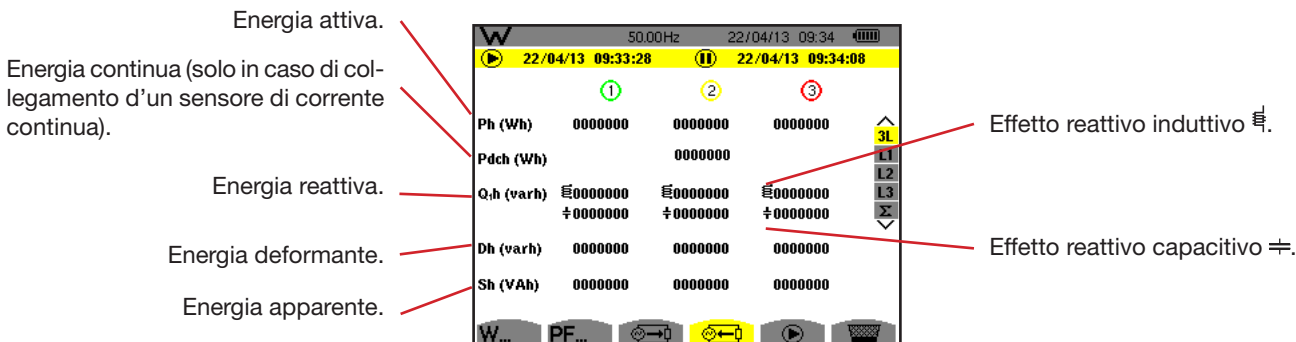 Energia attiva.
Energia continua (solo in caso di col-
legamento d'un sensore di corrente
continua).
Energia reattiva.
Energia deformante.
Energia apparente.
W 50.00Hz 22/04/13 09:34
22/04/13 09:33:28 22/04/13 09:34:08
1 2 3
Ph (Wh) 0000000 0000000 0000000
Pdch (Wh) 0000000
Q₁h (varh) 0000000 0000000 0000000
0000000 0000000 0000000
Dh (varh) 0000000 0000000 0000000
Sh (VAh) 0000000 0000000 0000000
3L
L1
L2
L3
Σ
W... PF...
Effetto reattivo induttivo .
Effetto reattivo capacitivo .